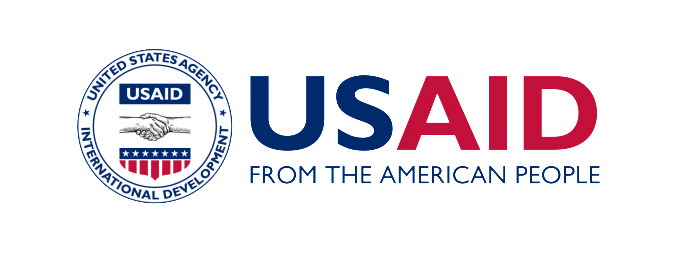 UNITED STATES AGENCY
USAID
INTERNATIONAL DEVELOPMENT
USAID
FROM THE AMERICAN PEOPLE